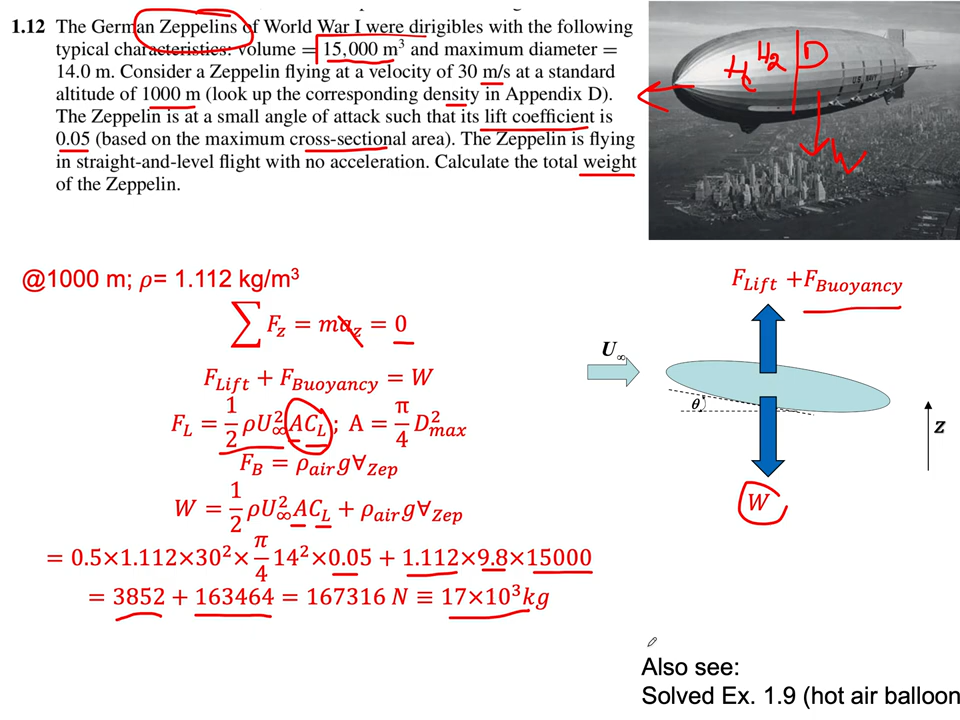 1.12 The German Zeppelins of World War I were dirigibles with the following
typical characteristics: volume = 15,000 m³ and maximum diameter =
14.0 m. Consider a Zeppelin flying at a velocity of 30 m/s at a standard
altitude of 1000 m (look up the corresponding density in Appendix D).
The Zeppelin is at a small angle of attack such that its lift coefficient is
0.05 (based on the maximum cross-sectional area). The Zeppelin is flying
in straight-and-level flight with no acceleration. Calculate the total weight
of the Zeppelin.
H₂ D
U.S. NAVY
W
@1000 m; ρ= 1.112 kg/m³
∑ F_z = ma_z = 0
F_Lift + F_Buoyancy = W
F_L = 1/2 ρU∞² AC_L; A = π/4 D²_max
F_B = ρ_air g∀_Zep
W = 1/2 ρU∞² AC_L + ρ_air g∀_Zep
= 0.5×1.112×30²× π/4 14²×0.05 + 1.112×9.8×15000
= 3852 + 163464 = 167316 N ≡ 17×10³kg
F_Lift +F_Buoyancy
U∞
θ
z
W
Also see:
Solved Ex. 1.9 (hot air balloon